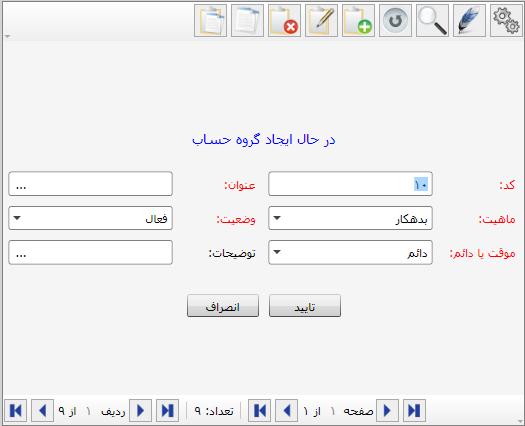 در حال ایجاد گروه حساب
کد: ۱۰ عنوان: ...
ماهیت: بدهکار وضعیت: فعال
موقت یا دائم: دائم توضیحات: ...
تایید انصراف
صفحه ۱ از ۱ تعداد: ۹ ردیف ۱ از ۹